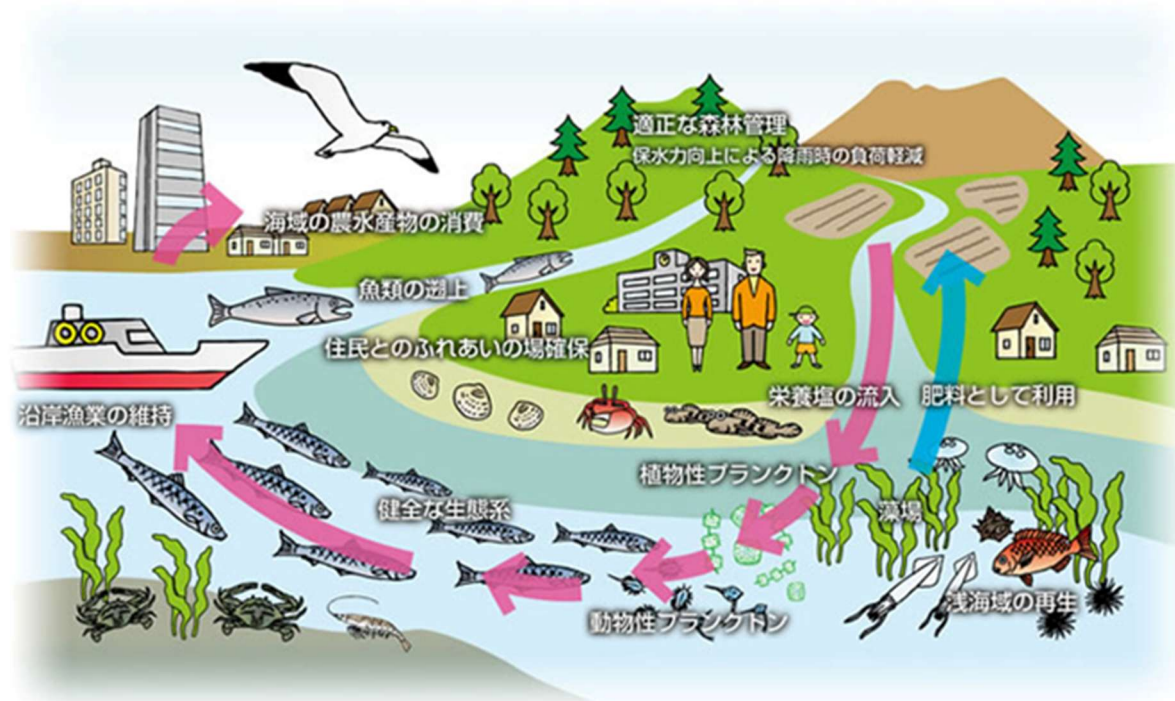 適正な森林管理
保水力向上による降雨時の負荷軽減
海域の農水産物の消費
魚類の遡上
住民とのふれあいの場確保
栄養塩の流入
肥料として利用
沿岸漁業の維持
植物性プランクトン
健全な生態系
藻場
浅海域の再生
動物性プランクトン